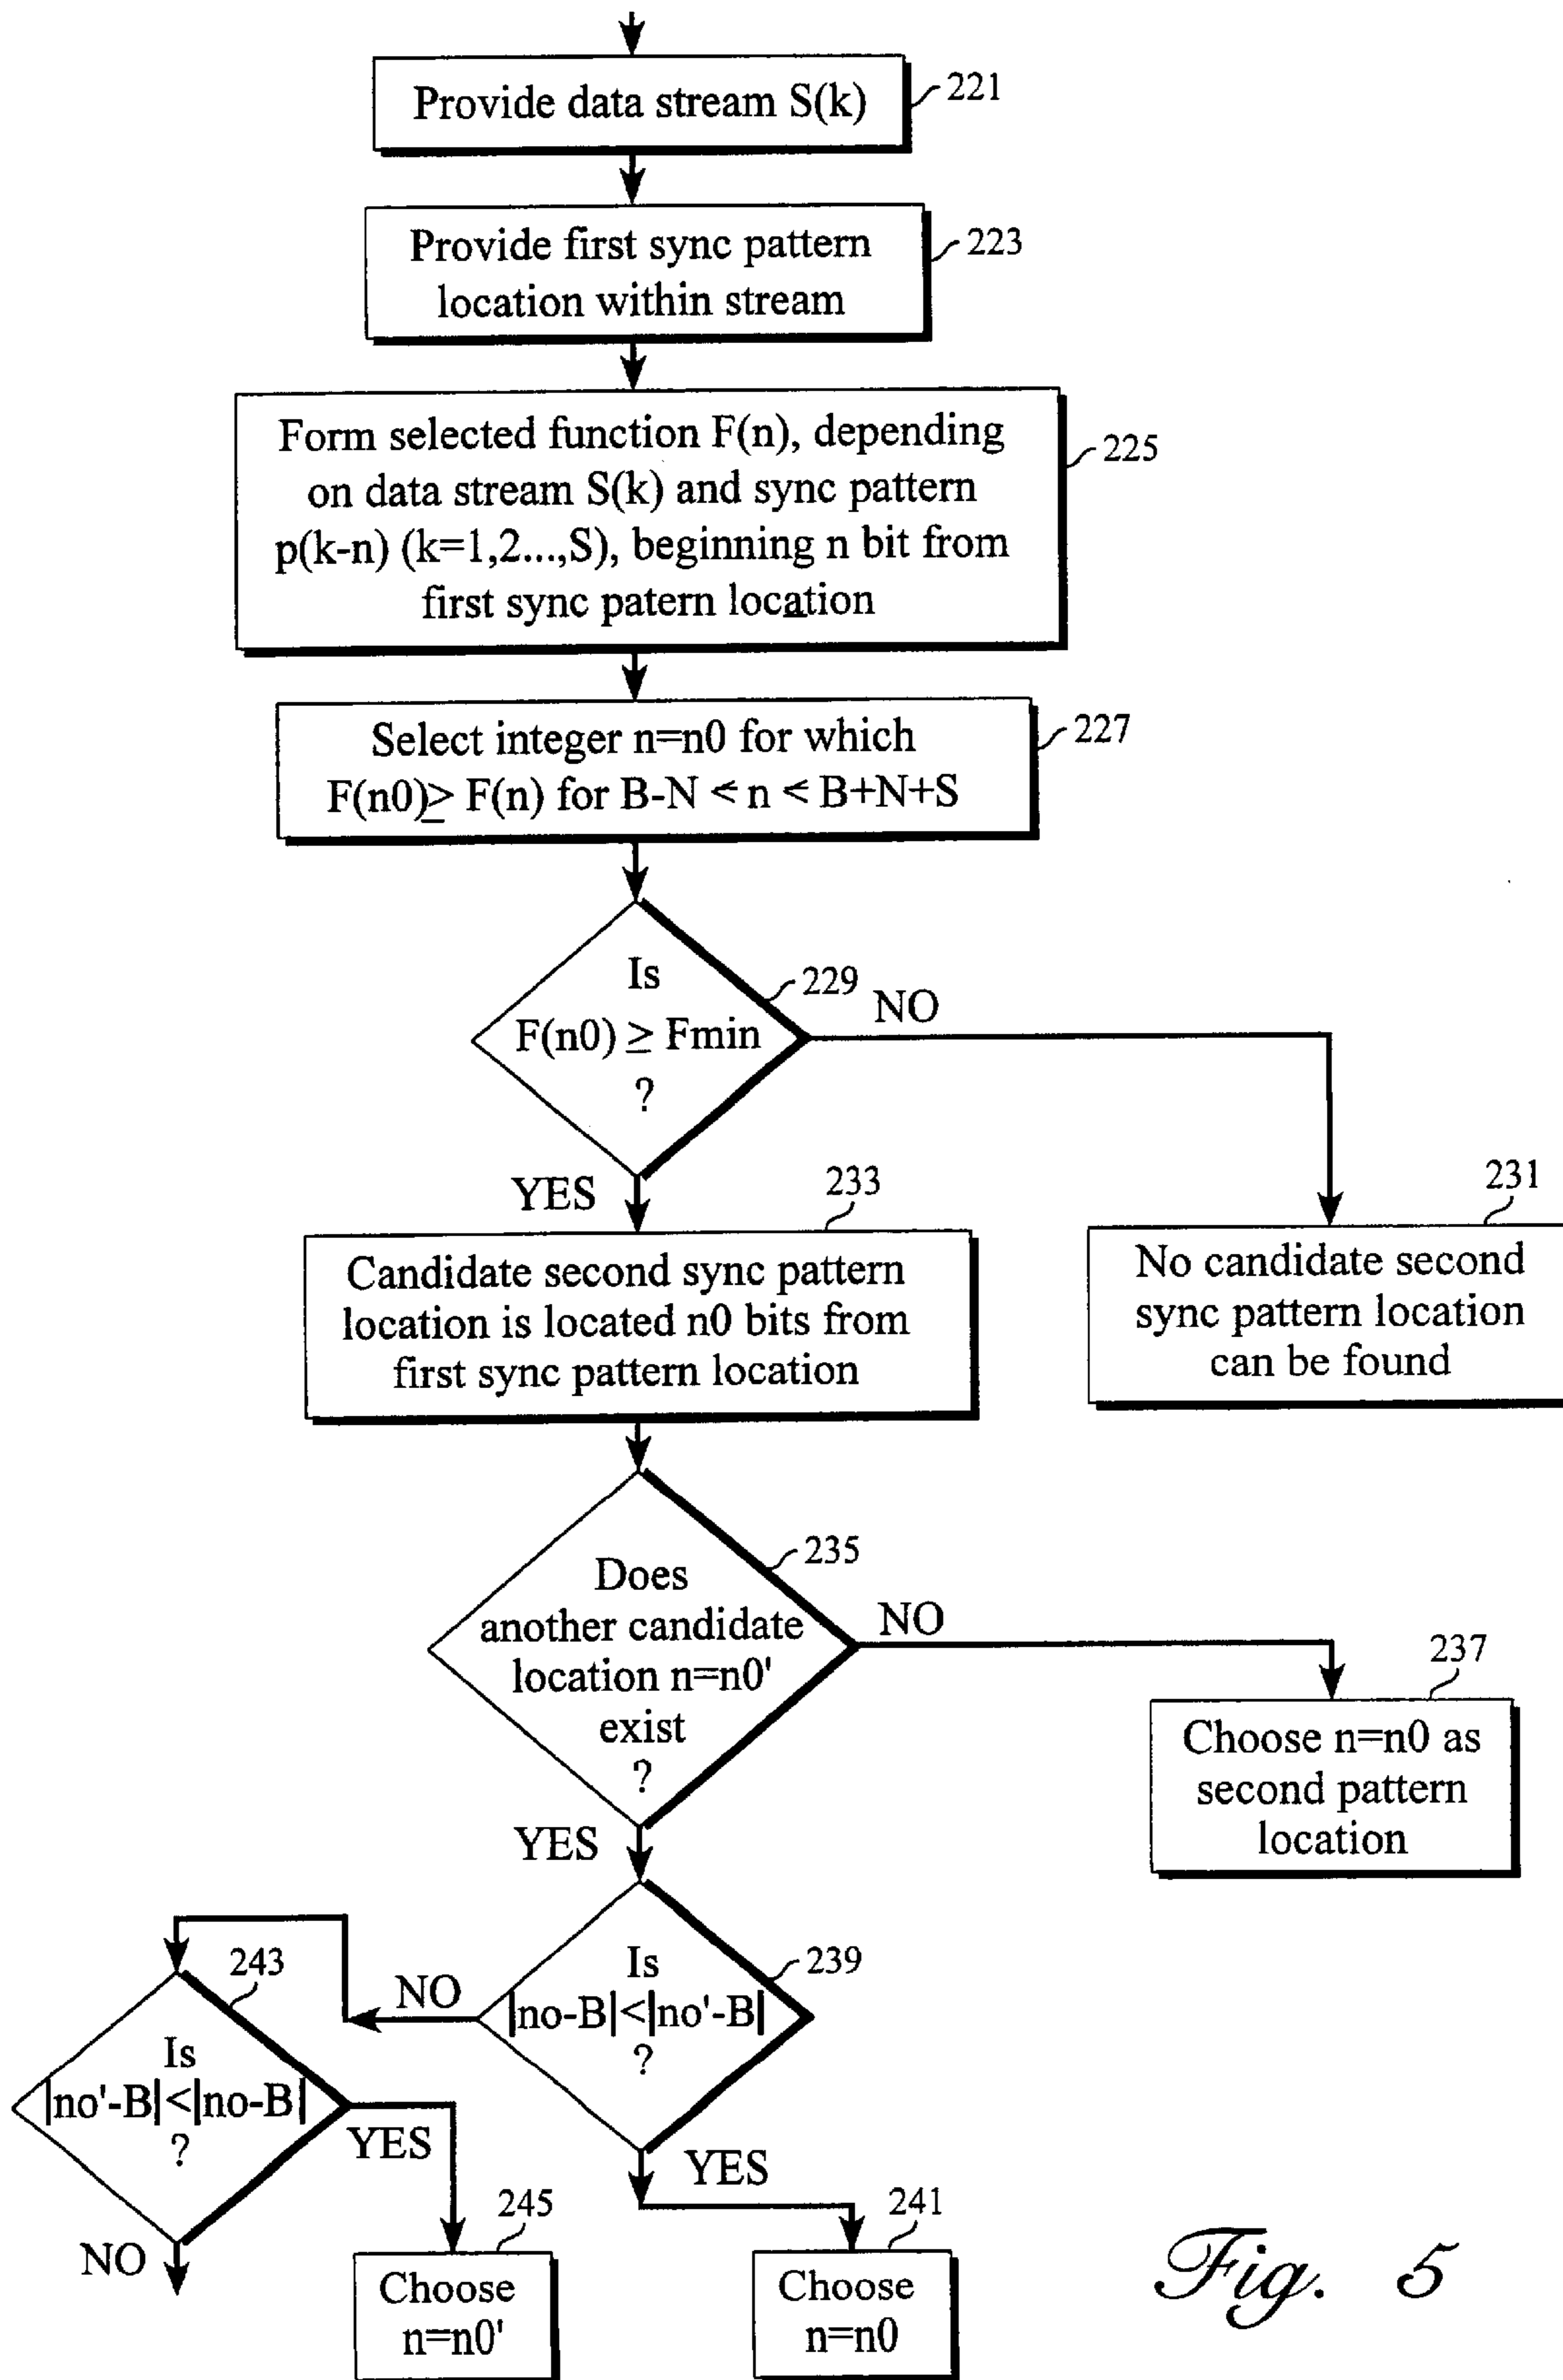 Provide data stream S(k)
221
Provide first sync pattern
location within stream
223
Form selected function F(n), depending
on data stream S(k) and sync pattern
p(k-n) (k=1,2...,S), beginning n bit from
first sync patern location
225
Select integer n=n0 for which
F(n0)≥ F(n) for B-N < n < B+N+S
227
Is
F(n0) ≥ Fmin
?
229
NO
YES
233
Candidate second sync pattern
location is located n0 bits from
first sync pattern location
231
No candidate second
sync pattern location
can be found
Does
another candidate
location n=n0'
exist
?
235
NO
237
Choose n=n0 as
second pattern
location
YES
Is
|no-B|<|no'-B|
?
239
NO
243
Is
|no'-B|<|no-B|
?
YES
YES
NO
245
Choose
n=n0'
241
Choose
n=n0
Fig. 5